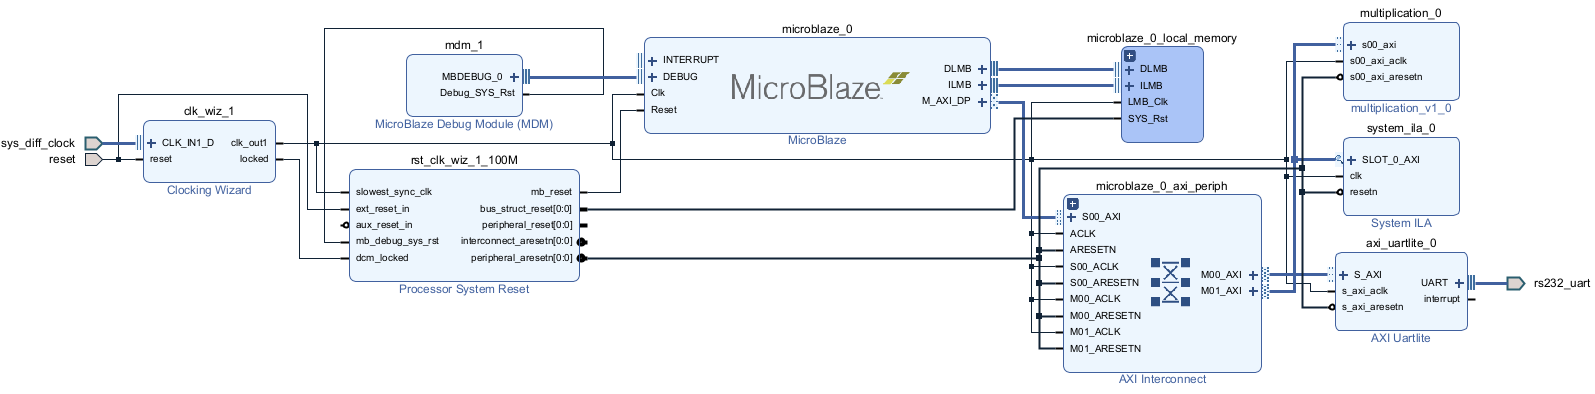 sys_diff_clock
reset
clk_wiz_1
CLK_IN1_D
reset
clk_out1
locked
Clocking Wizard
mdm_1
MBDEBUG_0
Debug_SYS_Rst
MicroBlaze Debug Module (MDM)
rst_clk_wiz_1_100M
slowest_sync_clk
ext_reset_in
aux_reset_in
mb_debug_sys_rst
dcm_locked
mb_reset
bus_struct_reset[0:0]
peripheral_reset[0:0]
interconnect_aresetn[0:0]
peripheral_aresetn[0:0]
Processor System Reset
microblaze_0
INTERRUPT
DEBUG
Clk
Reset
MicroBlaze
DLMB
ILMB
M_AXI_DP
MicroBlaze
microblaze_0_local_memory
DLMB
ILMB
LMB_Clk
SYS_Rst
microblaze_0_axi_periph
S00_AXI
ACLK
ARESETN
S00_ACLK
S00_ARESETN
M00_ACLK
M00_ARESETN
M01_ACLK
M01_ARESETN
M00_AXI
M01_AXI
AXI Interconnect
multiplication_0
s00_axi
s00_axi_aclk
s00_axi_aresetn
multiplication_v1_0
system_ila_0
SLOT_0_AXI
clk
resetn
System ILA
axi_uartlite_0
S_AXI
s_axi_aclk
s_axi_aresetn
UART
interrupt
AXI Uartlite
rs232_uart